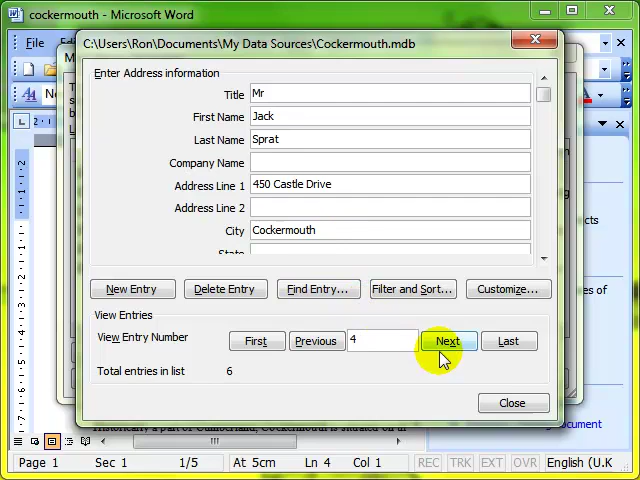 cockermouth - Microsoft Word
File
C:\Users\Ron\Documents\My Data Sources\Cockermouth.mdb
Enter Address information
Title Mr
First Name Jack
Last Name Sprat
Company Name
Address Line 1 450 Castle Drive
Address Line 2
City Cockermouth
State
New Entry Delete Entry Find Entry... Filter and Sort... Customize...
View Entries
View Entry Number First Previous 4 Next Last
Total entries in list 6
Close
Page 1 Sec 1 1/5 At 5cm Ln 4 Col 1 REC TRK EXT OVR English (U.K